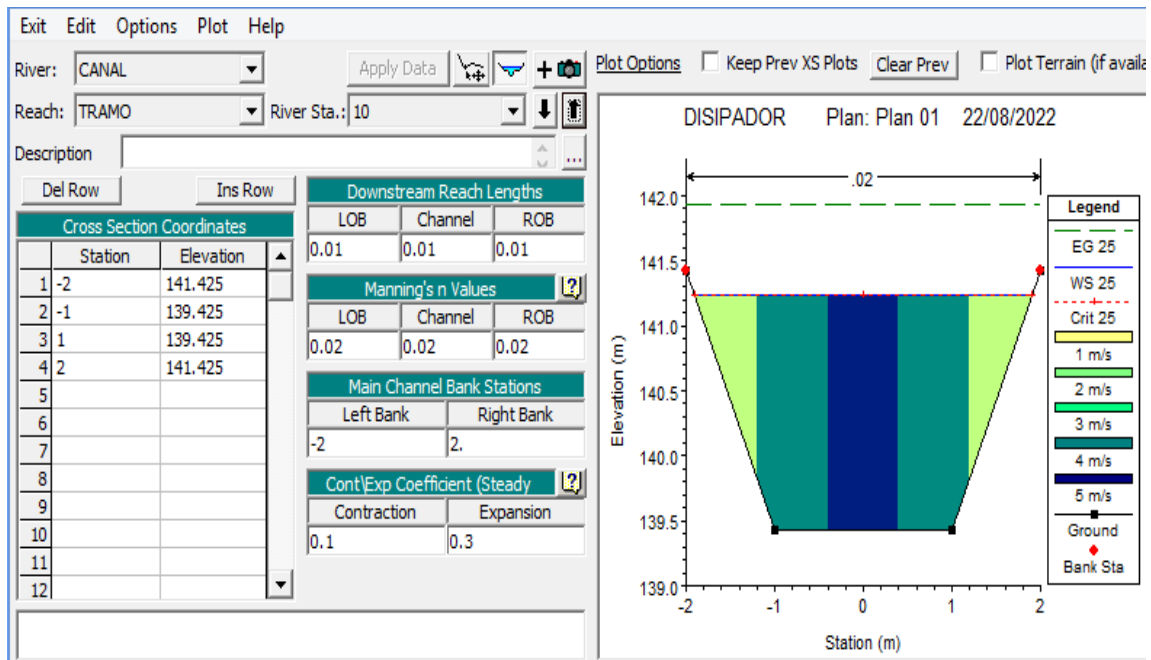 Exit Edit Options Plot Help
River: CANAL Apply Data +
Reach: TRAMO River Sta.: 10
Description ...
Del Row Ins Row
Cross Section Coordinates
Station Elevation
1 -2 141.425
2 -1 139.425
3 1 139.425
4 2 141.425
5
6
7
8
9
10
11
12
Downstream Reach Lengths
LOB Channel ROB
0.01 0.01 0.01
Manning's n Values ?
LOB Channel ROB
0.02 0.02 0.02
Main Channel Bank Stations
Left Bank Right Bank
-2 2.
Cont\Exp Coefficient (Steady ?
Contraction Expansion
0.1 0.3
Plot Options Keep Prev XS Plots Clear Prev Plot Terrain (if availa
DISIPADOR Plan: Plan 01 22/08/2022
.02
142.0
141.5
141.0
140.5
140.0
139.5
139.0
Elevation (m)
-2 -1 0 1 2
Station (m)
Legend
EG 25
WS 25
Crit 25
1 m/s
2 m/s
3 m/s
4 m/s
5 m/s
Ground
Bank Sta